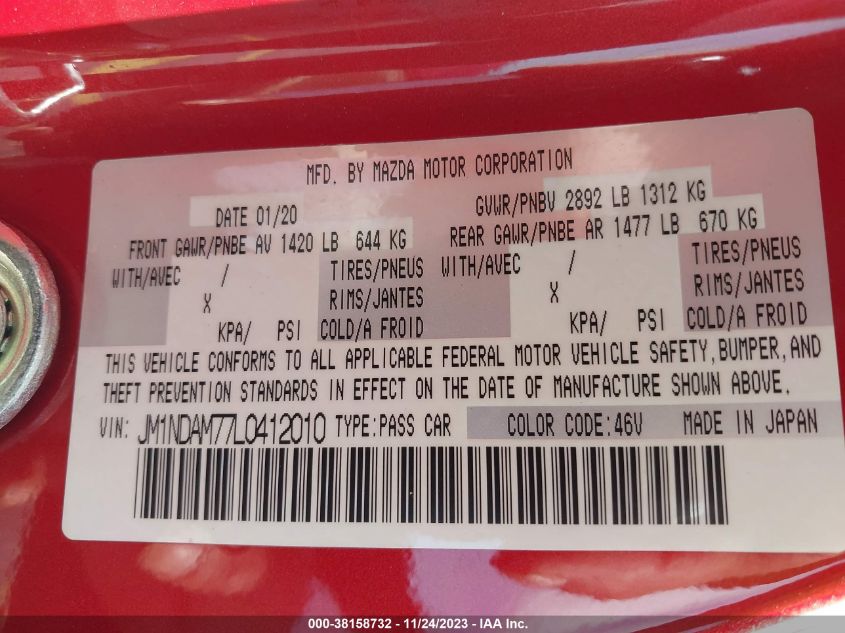 MFD. BY MAZDA MOTOR CORPORATION
DATE 01/20 GVWR/PNBV 2892 LB 1312 KG
FRONT GAWR/PNBE AV 1420 LB 644 KG REAR GAWR/PNBE AR 1477 LB 670 KG
WITH/AVEC / TIRES/PNEUS WITH/AVEC / TIRES/PNEUS
X RIMS/JANTES X RIMS/JANTES
KPA/ PSI COLD/A FROID KPA/ PSI COLD/A FROID
THIS VEHICLE CONFORMS TO ALL APPLICABLE FEDERAL MOTOR VEHICLE SAFETY, BUMPER, AND
THEFT PREVENTION STANDARDS IN EFFECT ON THE DATE OF MANUFACTURE SHOWN ABOVE.
VIN: JM1NDAM77L0412010 TYPE:PASS CAR COLOR CODE:46V MADE IN JAPAN
000-38158732 - 11/24/2023 - IAA Inc.